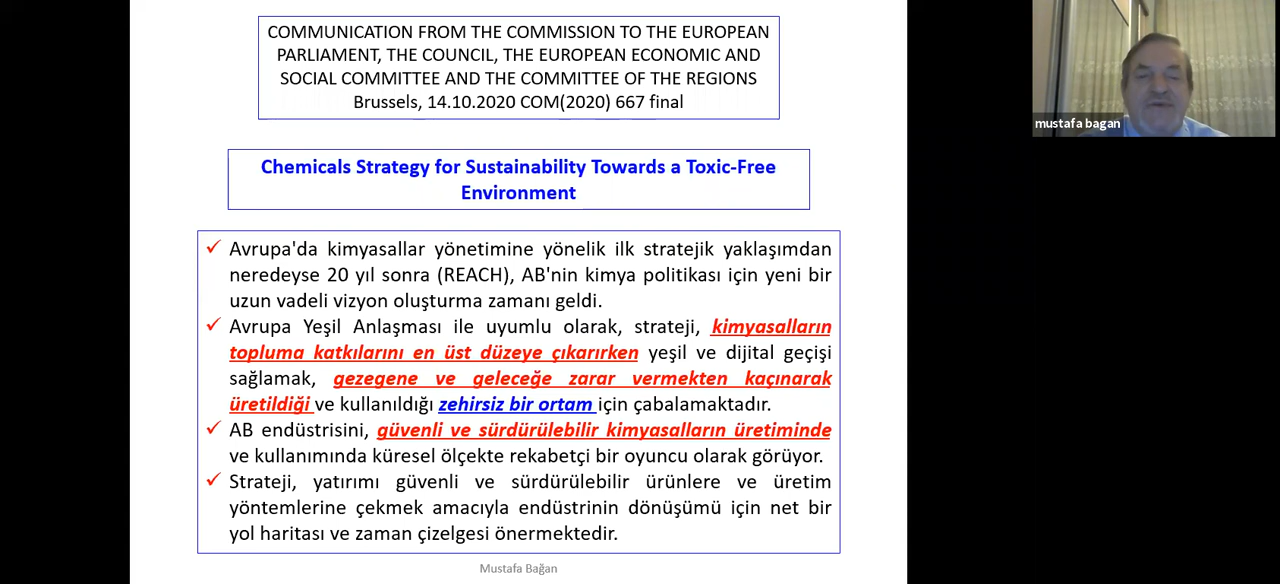 COMMUNICATION FROM THE COMMISSION TO THE EUROPEAN
PARLIAMENT, THE COUNCIL, THE EUROPEAN ECONOMIC AND
SOCIAL COMMITTEE AND THE COMMITTEE OF THE REGIONS
Brussels, 14.10.2020 COM(2020) 667 final
mustafa bagan
Chemicals Strategy for Sustainability Towards a Toxic-Free
Environment
✓ Avrupa'da kimyasallar yönetimine yönelik ilk stratejik yaklaşımdan
neredeyse 20 yıl sonra (REACH), AB'nin kimya politikası için yeni bir
uzun vadeli vizyon oluşturma zamanı geldi.
✓ Avrupa Yeşil Anlaşması ile uyumlu olarak, strateji, kimyasalların
topluma katkılarını en üst düzeye çıkarırken yeşil ve dijital geçişi
sağlamak, gezegene ve geleceğe zarar vermekten kaçınarak
üretildiği ve kullanıldığı zehirsiz bir ortam için çabalamaktadır.
✓ AB endüstrisini, güvenli ve sürdürülebilir kimyasalların üretiminde
ve kullanımında küresel ölçekte rekabetçi bir oyuncu olarak görüyor.
✓ Strateji, yatırımı güvenli ve sürdürülebilir ürünlere ve üretim
yöntemlerine çekmek amacıyla endüstrinin dönüşümü için net bir
yol haritası ve zaman çizelgesi önermektedir.
Mustafa Bağan